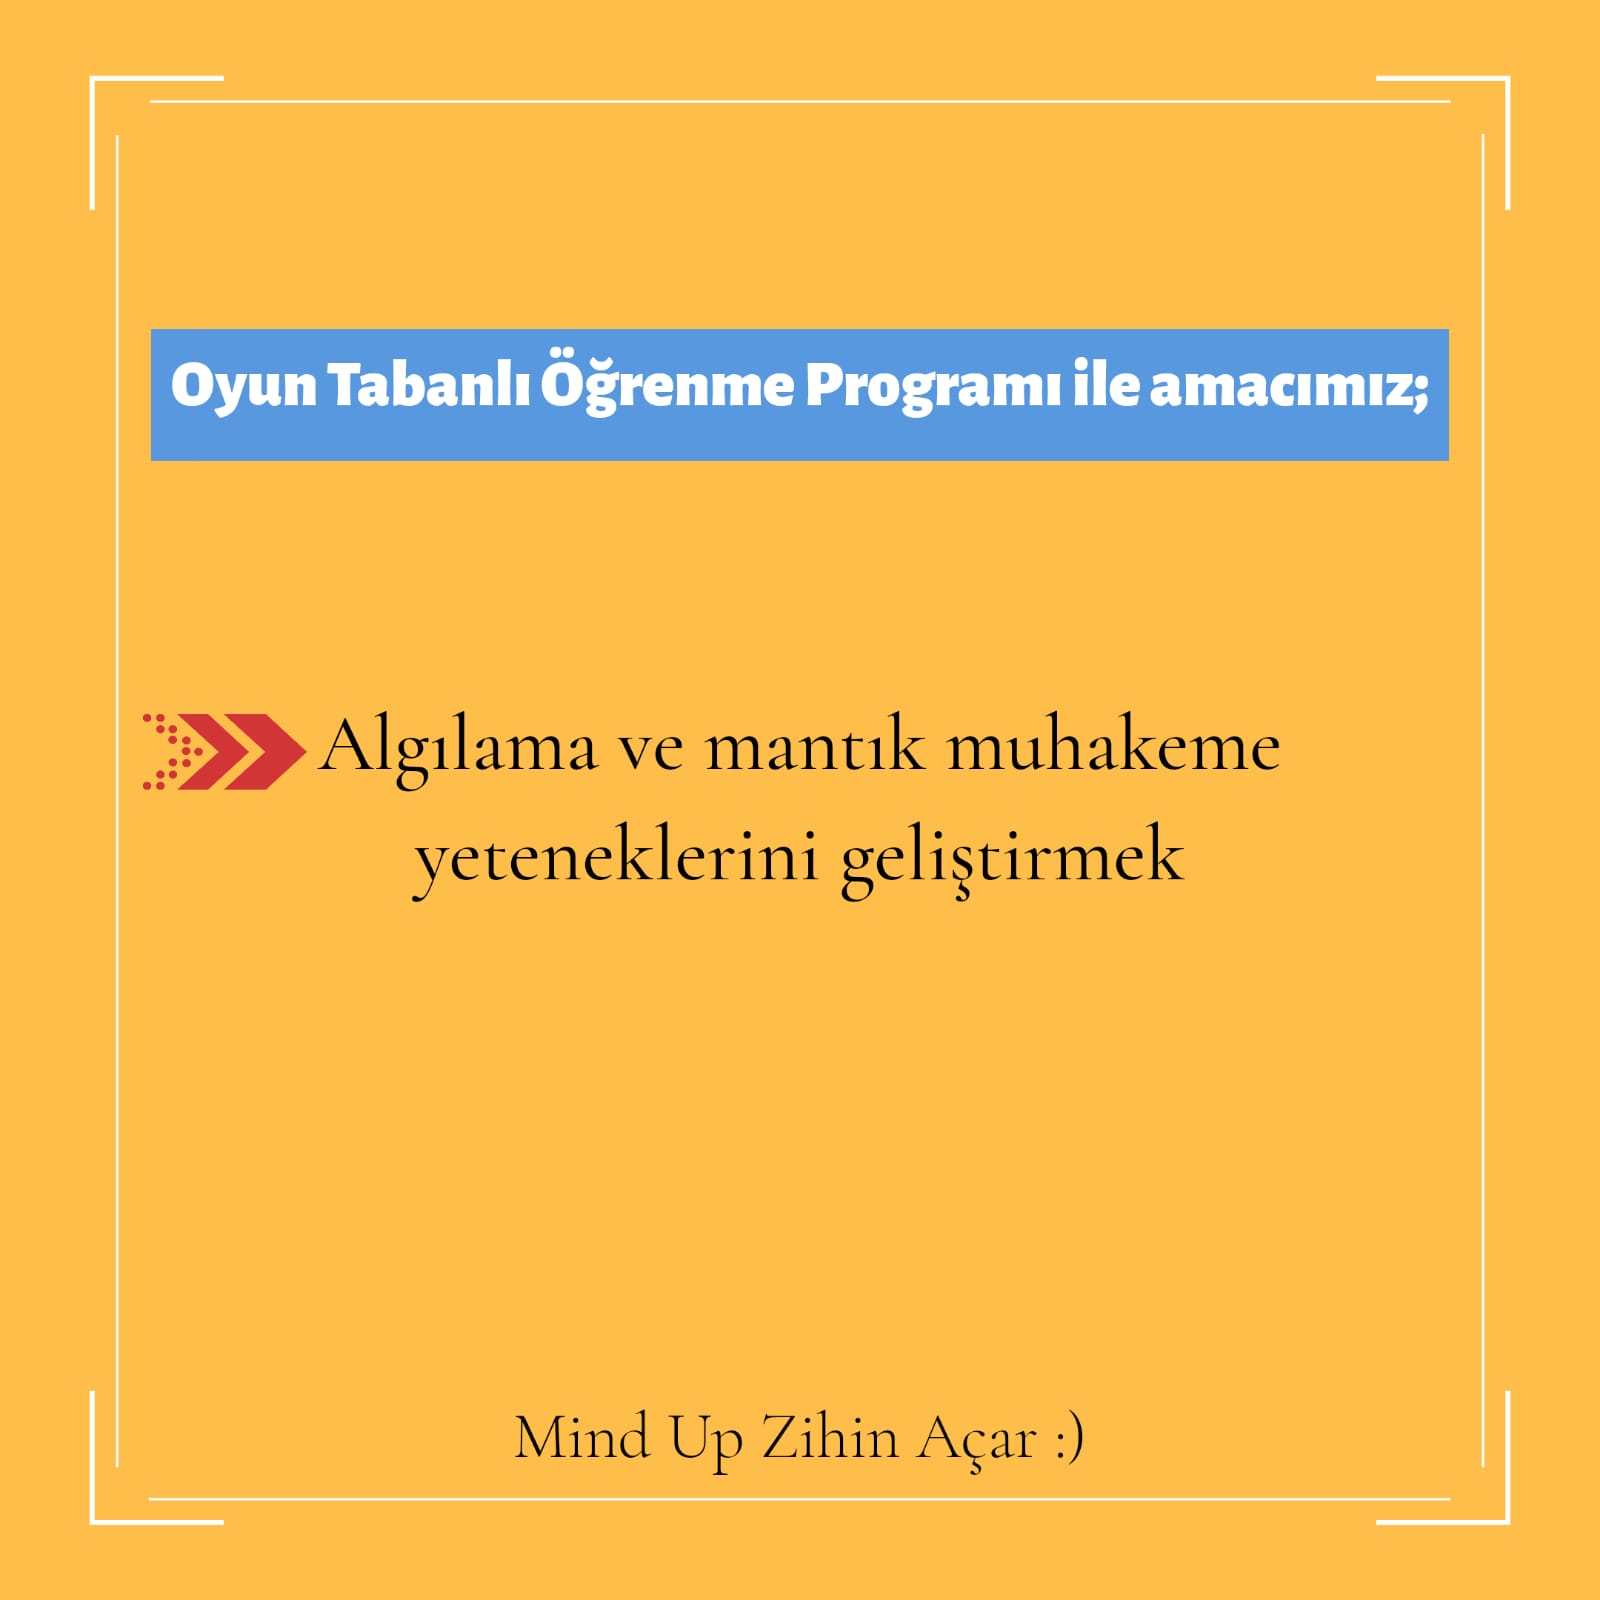 Oyun Tabanlı Öğrenme Programı ile amacımız;
Algılama ve mantık muhakeme
yeteneklerini geliştirmek
Mind Up Zihin Açar :)